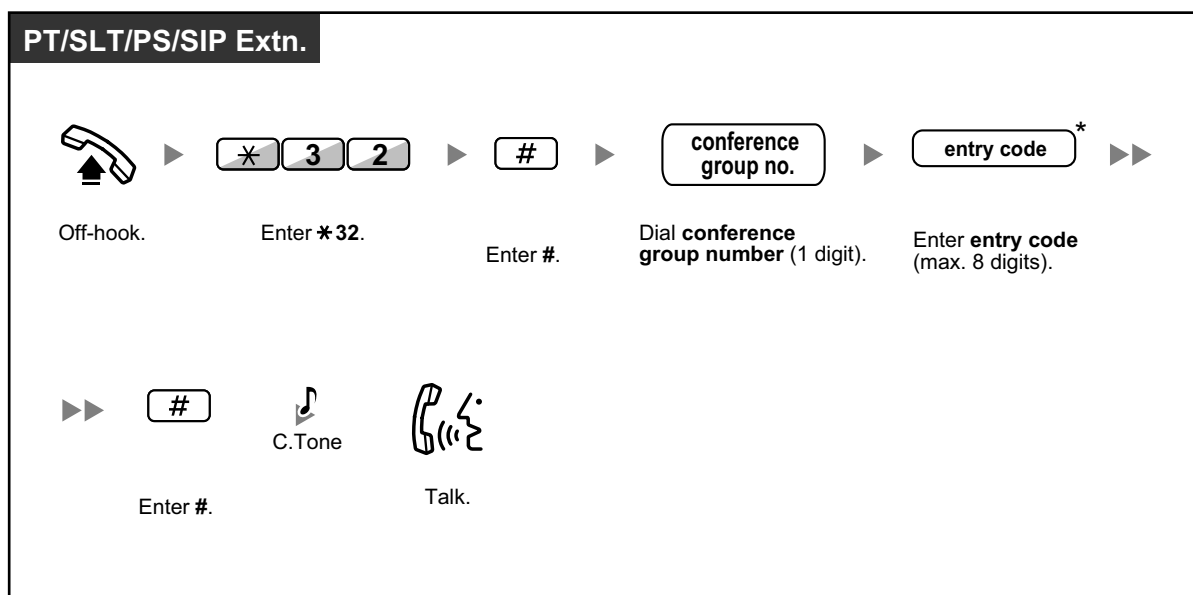 PT/SLT/PS/SIP Extn.
* 3 2 # conference group no. entry code *
Off-hook.
Enter *32.
Enter #.
Dial conference
group number (1 digit).
Enter entry code
(max. 8 digits).
#
C.Tone
Enter #.
Talk.